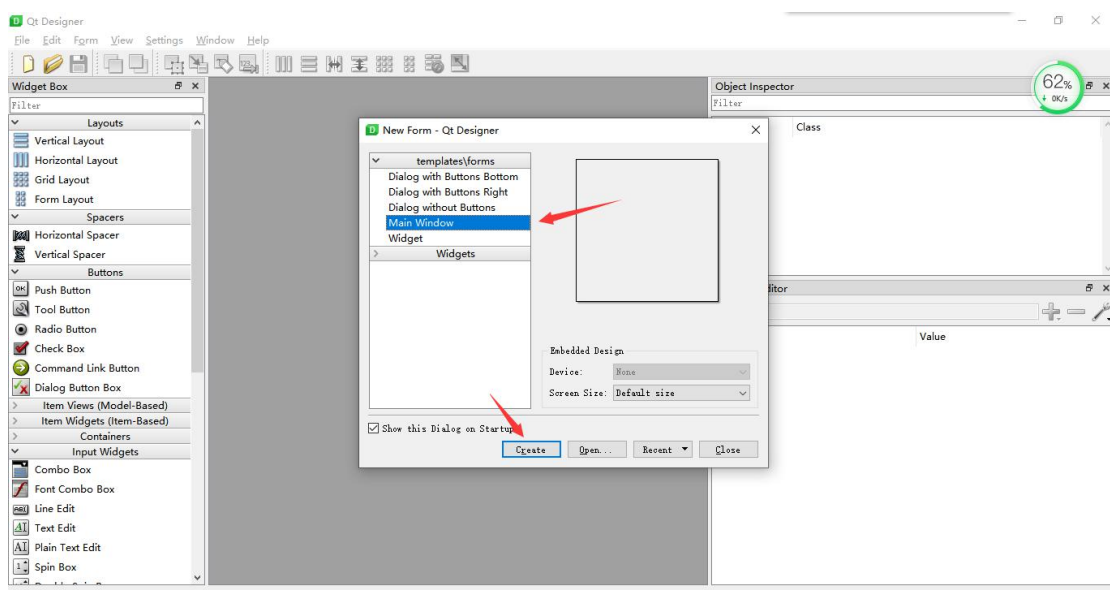 Qt Designer
File Edit Form View Settings Window Help
Widget Box
Filter
Layouts
Vertical Layout
Horizontal Layout
Grid Layout
Form Layout
Spacers
Horizontal Spacer
Vertical Spacer
Buttons
Push Button
Tool Button
Radio Button
Check Box
Command Link Button
Dialog Button Box
Item Views (Model-Based)
Item Widgets (Item-Based)
Containers
Input Widgets
Combo Box
Font Combo Box
Line Edit
Text Edit
Plain Text Edit
Spin Box
New Form - Qt Designer
templates\forms
Dialog with Buttons Bottom
Dialog with Buttons Right
Dialog without Buttons
Main Window
Widget
Widgets
Embedded Design
Device: None
Screen Size: Default size
Show this Dialog on Startup
Create Open... Recent Close
Object Inspector
Filter
Class
62%
0K/s
Value